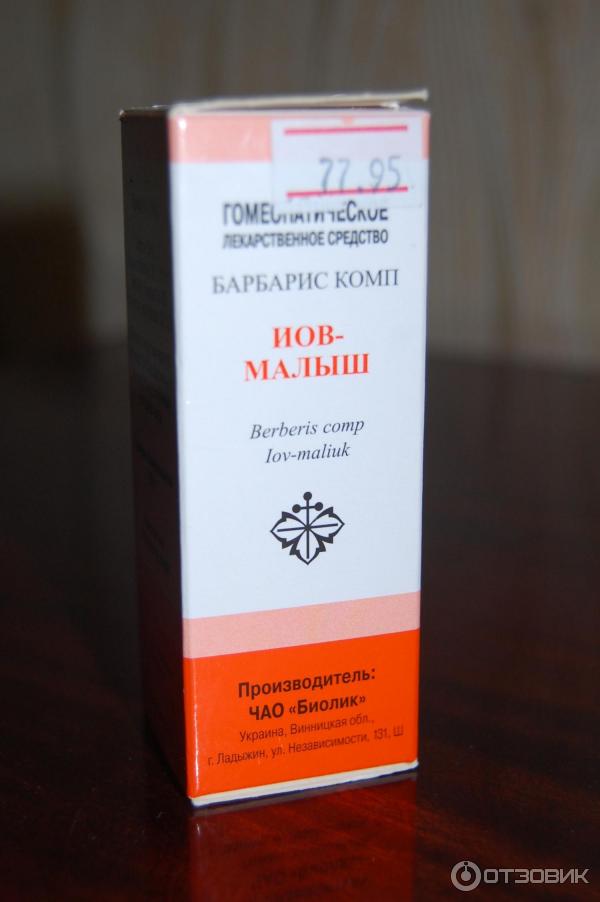 77.95
ГОМЕОПАТИЧЕСКОЕ
ЛЕКАРСТВЕННОЕ СРЕДСТВО
БАРБАРИС КОМП
ИОВ-
МАЛЫШ
Berberis comp
Iov-maliuk
Производитель:
ЧАО «Биолик»
Украина, Винницкая обл.,
г. Ладыжин, ул. Независимости, 131, Ш
ОТЗОВИК